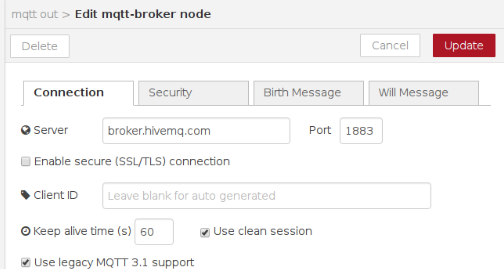 mqtt out > Edit mqtt-broker node
Delete Cancel Update
Connection Security Birth Message Will Message
Server broker.hivemq.com Port 1883
Enable secure (SSL/TLS) connection
Client ID Leave blank for auto generated
Keep alive time (s) 60 Use clean session
Use legacy MQTT 3.1 support